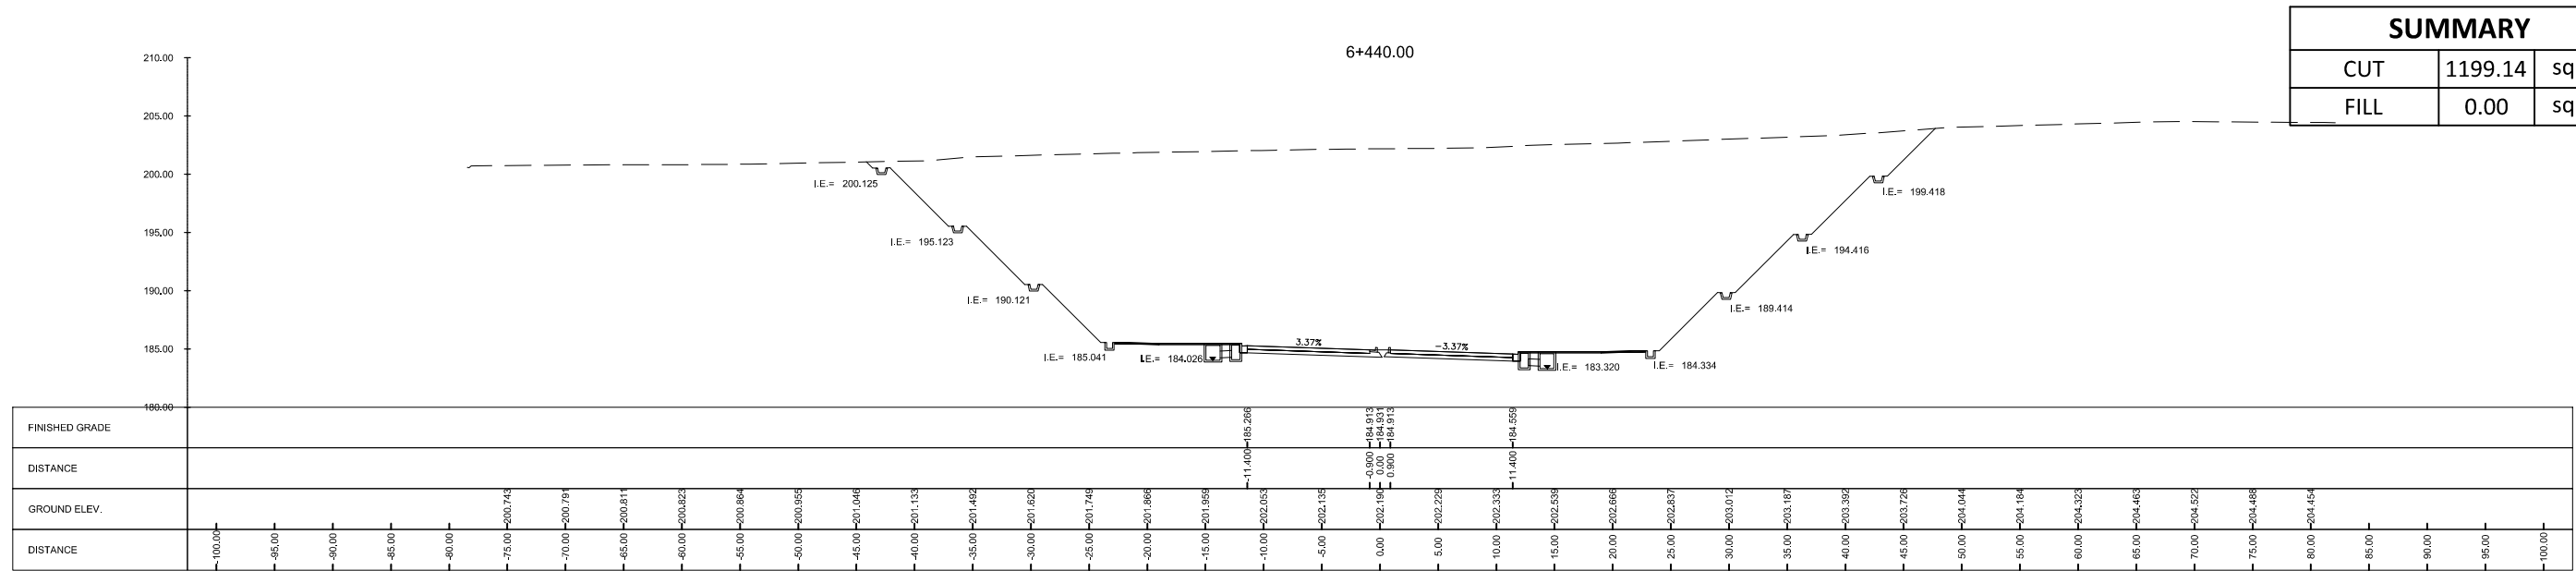 SUMMARY
CUT 1199.14 sq
FILL 0.00 sq
6+440.00
210.00
205.00
200.00
195.00
190.00
185.00
180.00
I.E.= 200.125
I.E.= 195.123
I.E.= 190.121
I.E.= 185.041
I.E.= 184.026
3.37%
-3.37%
I.E.= 183.320
I.E.= 184.334
I.E.= 189.414
I.E.= 194.416
I.E.= 199.418
FINISHED GRADE 185.266 184.913 184.931 184.913 184.559
DISTANCE -11.400 -0.900 0.00 0.900 11.400
GROUND ELEV. 200.743 200.791 200.811 200.823 200.864 200.955 201.046 201.133 201.492 201.620 201.749 201.866 201.959 202.053 202.135 202.190 202.229 202.333 202.539 202.666 202.837 203.012 203.187 203.392 203.726 204.044 204.184 204.323 204.463 204.522 204.488 204.454
DISTANCE -100.00 -95.00 -90.00 -85.00 -80.00 -75.00 -70.00 -65.00 -60.00 -55.00 -50.00 -45.00 -40.00 -35.00 -30.00 -25.00 -20.00 -15.00 -10.00 -5.00 0.00 5.00 10.00 15.00 20.00 25.00 30.00 35.00 40.00 45.00 50.00 55.00 60.00 65.00 70.00 75.00 80.00 85.00 90.00 95.00 100.00